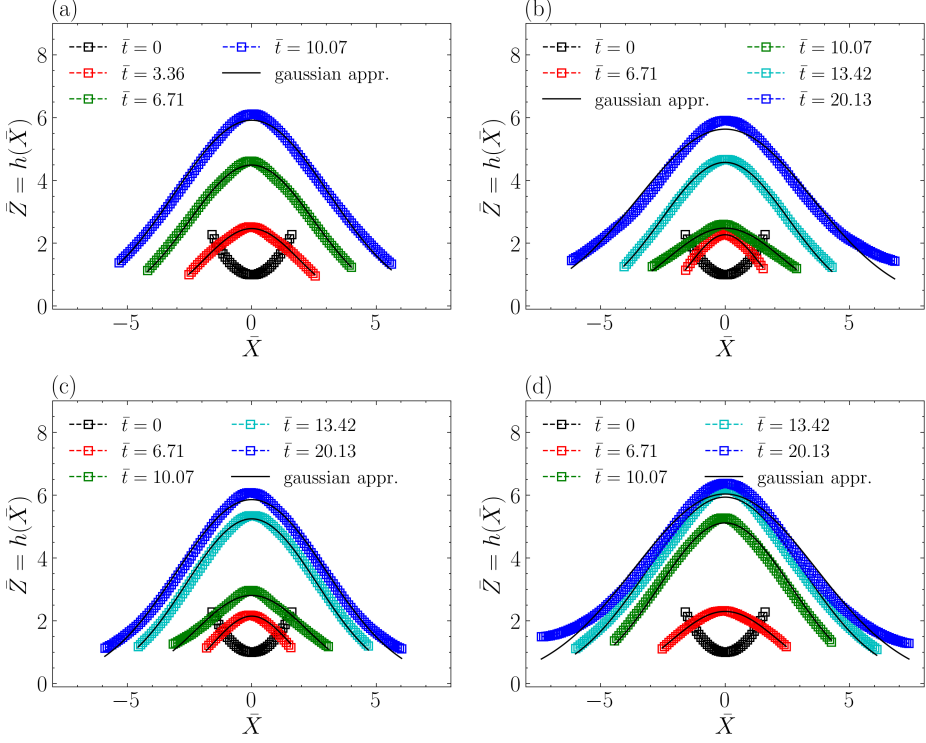 (a)
Z̄ = h(X̄)
8
6
4
2
0
t̄ = 0
t̄ = 3.36
t̄ = 6.71
t̄ = 10.07
gaussian appr.
−5 0 5
X̄
(b)
Z̄ = h(X̄)
8
6
4
2
0
t̄ = 0
t̄ = 6.71
gaussian appr.
t̄ = 10.07
t̄ = 13.42
t̄ = 20.13
−5 0 5
X̄
(c)
Z̄ = h(X̄)
8
6
4
2
0
t̄ = 0
t̄ = 6.71
t̄ = 10.07
t̄ = 13.42
t̄ = 20.13
gaussian appr.
−5 0 5
X̄
(d)
Z̄ = h(X̄)
8
6
4
2
0
t̄ = 0
t̄ = 6.71
t̄ = 10.07
t̄ = 13.42
t̄ = 20.13
gaussian appr.
−5 0 5
X̄